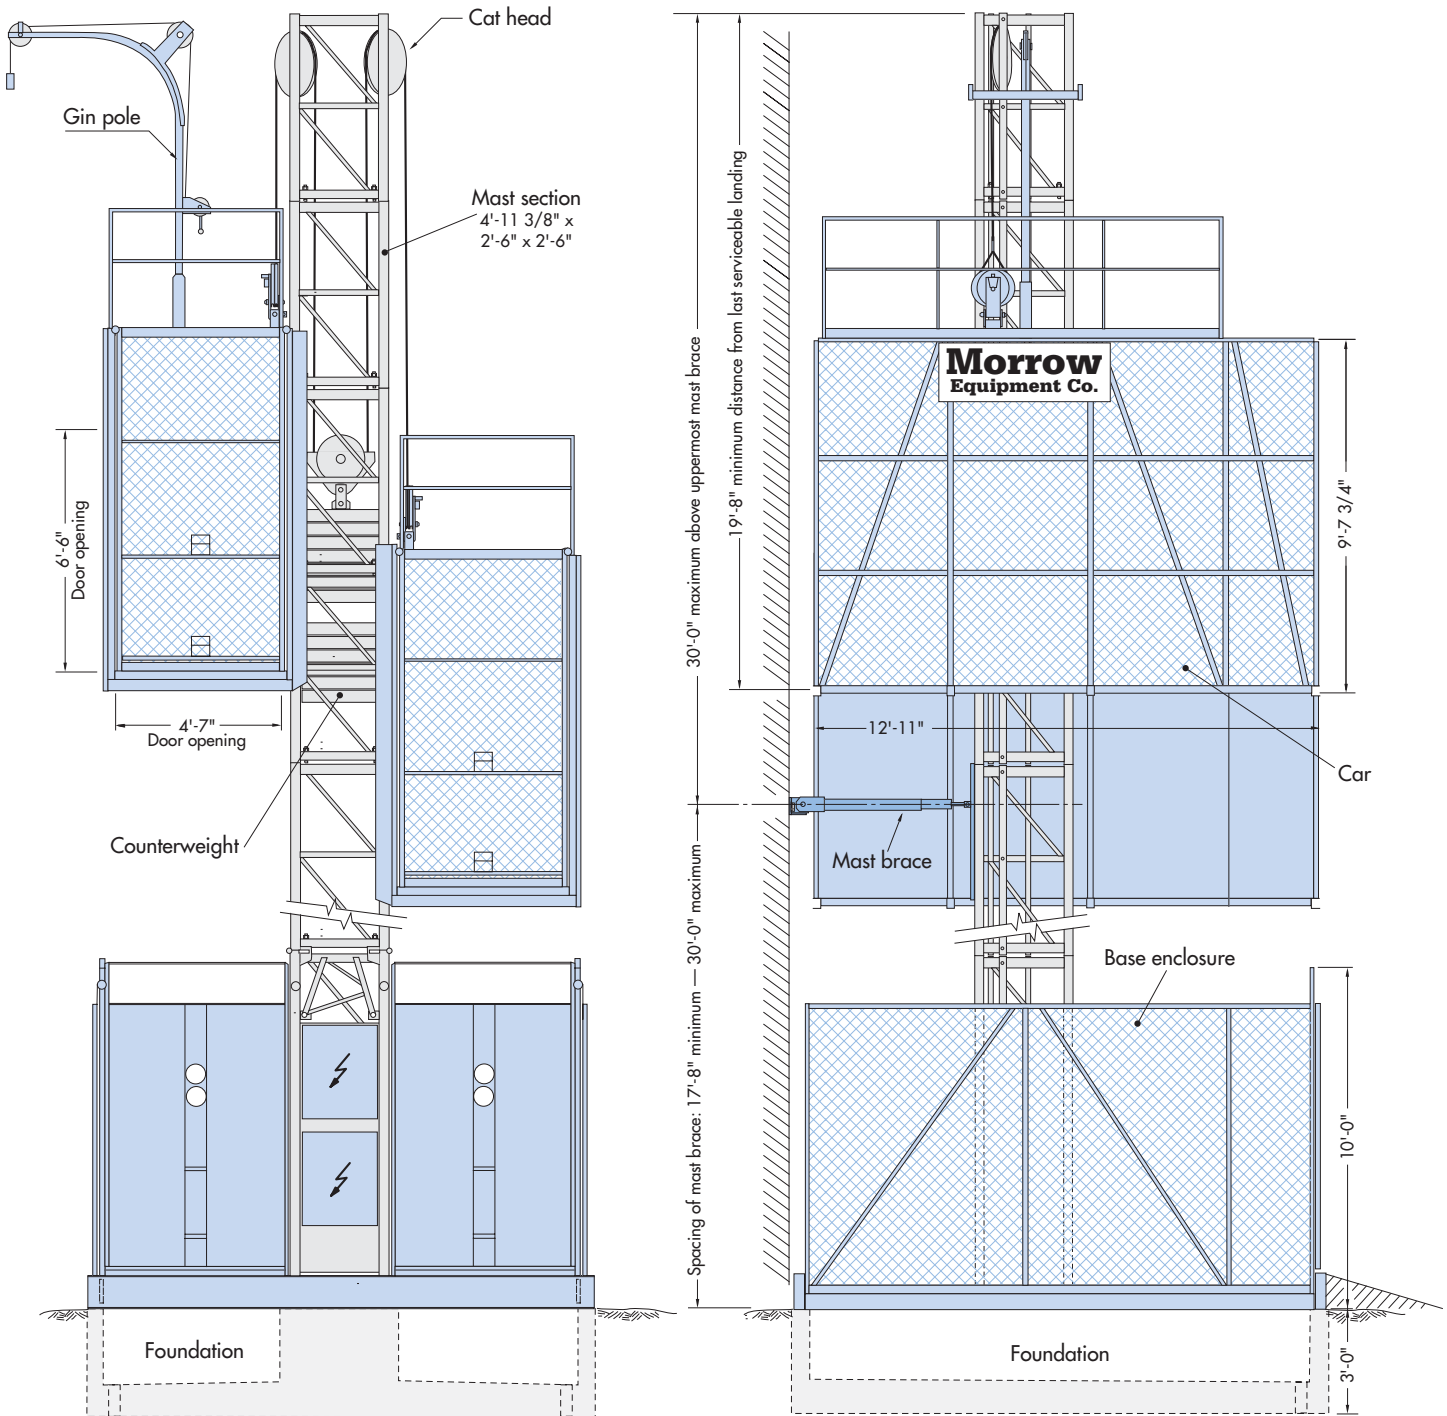 Cat head
Gin pole
Mast section
4'-11 3/8" x
2'-6" x 2'-6"
6'-6"
Door opening
4'-7"
Door opening
Counterweight
Foundation
30'-0" maximum above uppermost mast brace
19'-8" minimum distance from last serviceable landing
Spacing of mast brace: 17'-8" minimum — 30'-0" maximum
Morrow
Equipment Co.
9'-7 3/4"
12'-11"
Car
Mast brace
Base enclosure
10'-0"
Foundation
3'-0"